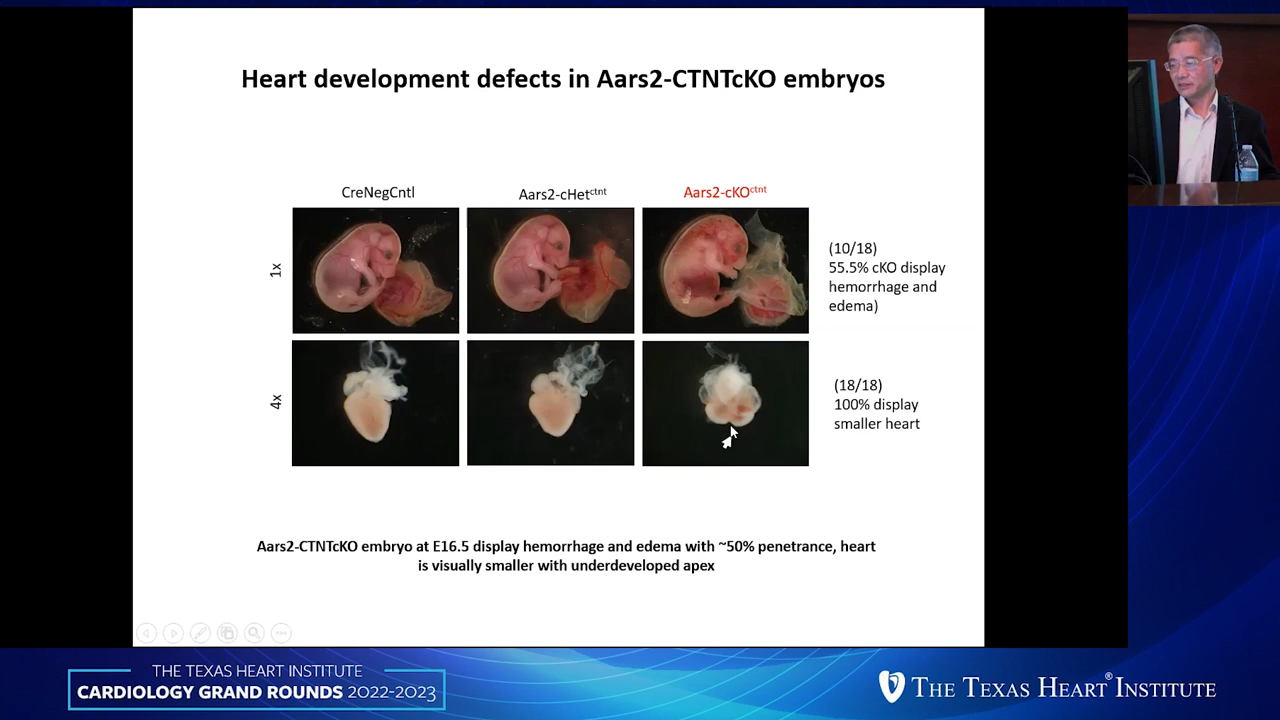 Heart development defects in Aars2-CTNTcKO embryos
CreNegCntl
Aars2-cHetctnt
Aars2-cKOctnt
1x
(10/18)
55.5% cKO display
hemorrhage and
edema)
4x
(18/18)
100% display
smaller heart
Aars2-CTNTcKO embryo at E16.5 display hemorrhage and edema with ~50% penetrance, heart
is visually smaller with underdeveloped apex
THE TEXAS HEART INSTITUTE
CARDIOLOGY GRAND ROUNDS 2022-2023
THE TEXAS HEART® INSTITUTE